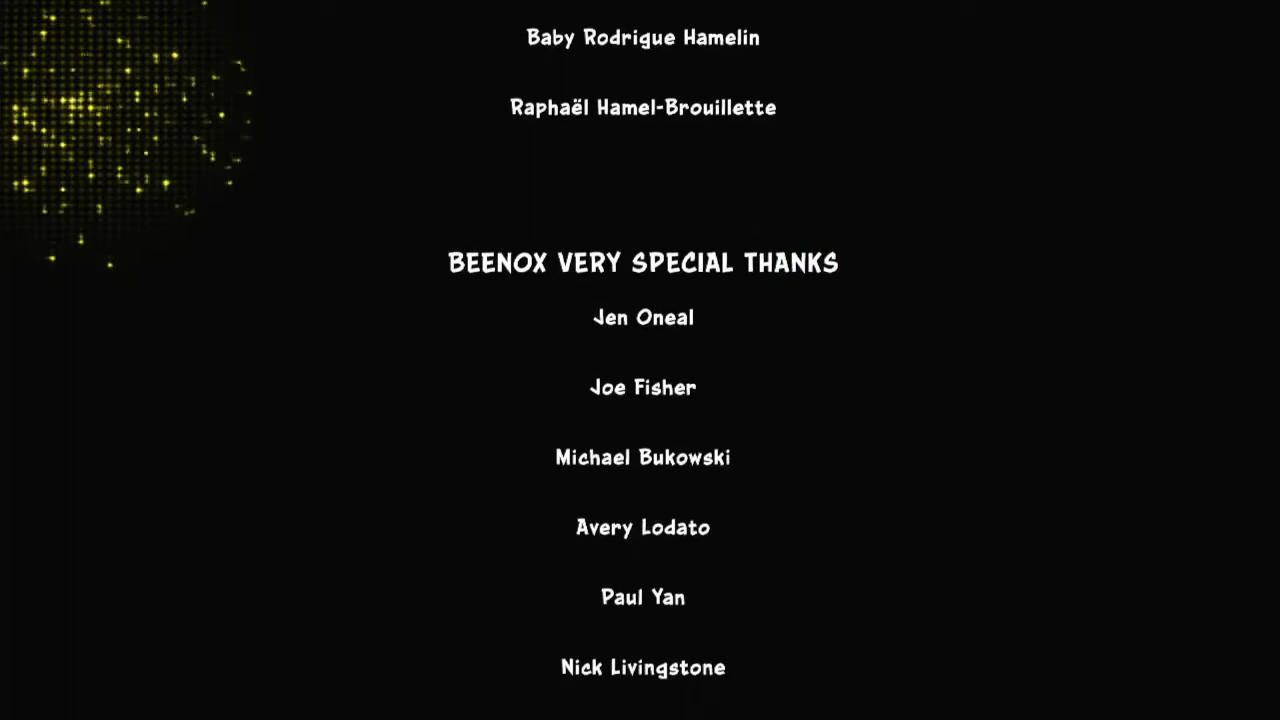 Baby Rodrigue Hamelin
Raphaël Hamel-Brouillette
BEENOX VERY SPECIAL THANKS
Jen Oneal
Joe Fisher
Michael Bukowski
Avery Lodato
Paul Yan
Nick Livingstone